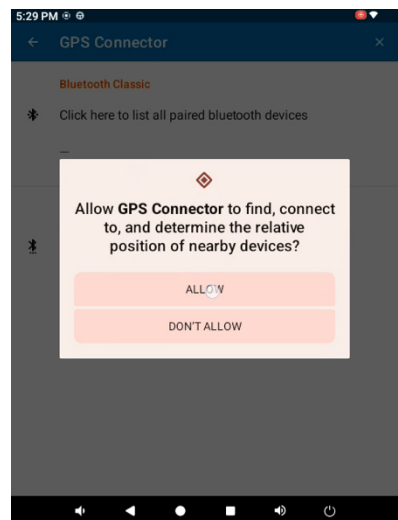 5:29 PM
GPS Connector
Bluetooth Classic
Click here to list all paired bluetooth devices
Allow GPS Connector to find, connect
to, and determine the relative
position of nearby devices?
ALLOW
DON'T ALLOW